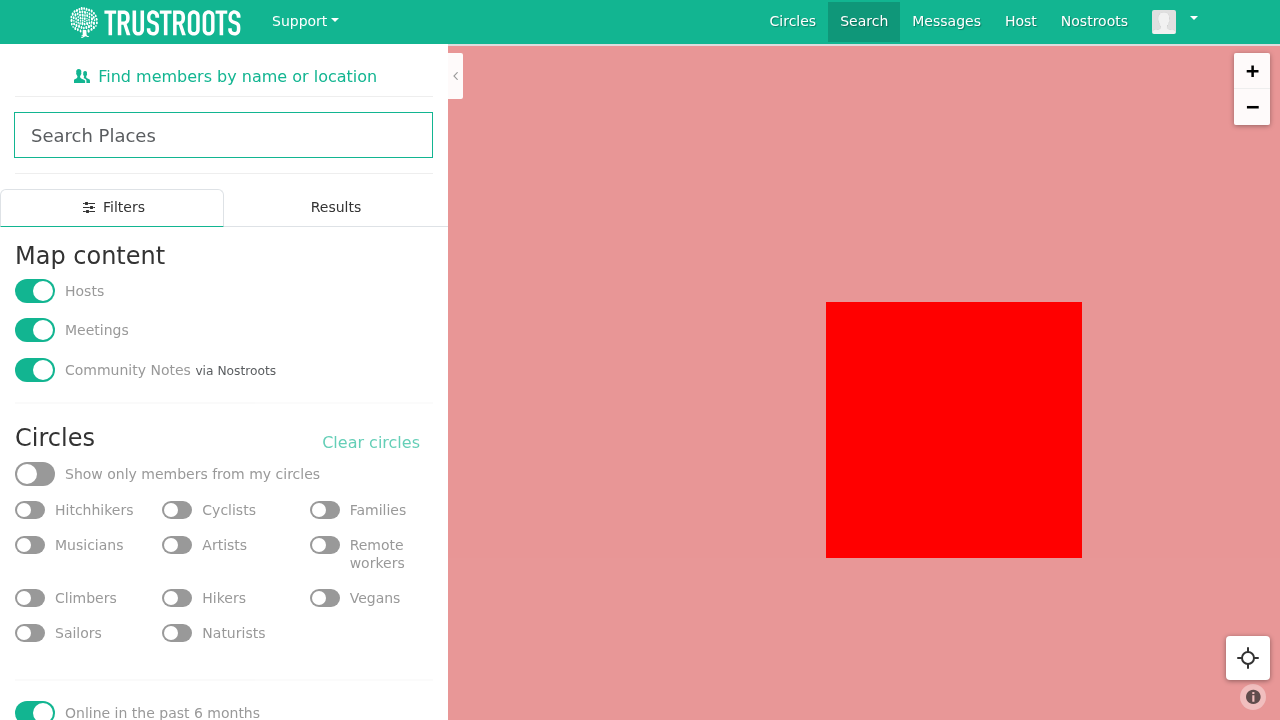 TRUSTROOTS
Support
Circles
Search
Messages
Host
Nostroots
Find members by name or location
Search Places
Filters
Results
Map content
Hosts
Meetings
Community Notes via Nostroots
Circles
Clear circles
Show only members from my circles
Hitchhikers
Cyclists
Families
Musicians
Artists
Remote
workers
Climbers
Hikers
Vegans
Sailors
Naturists
Online in the past 6 months
+
−